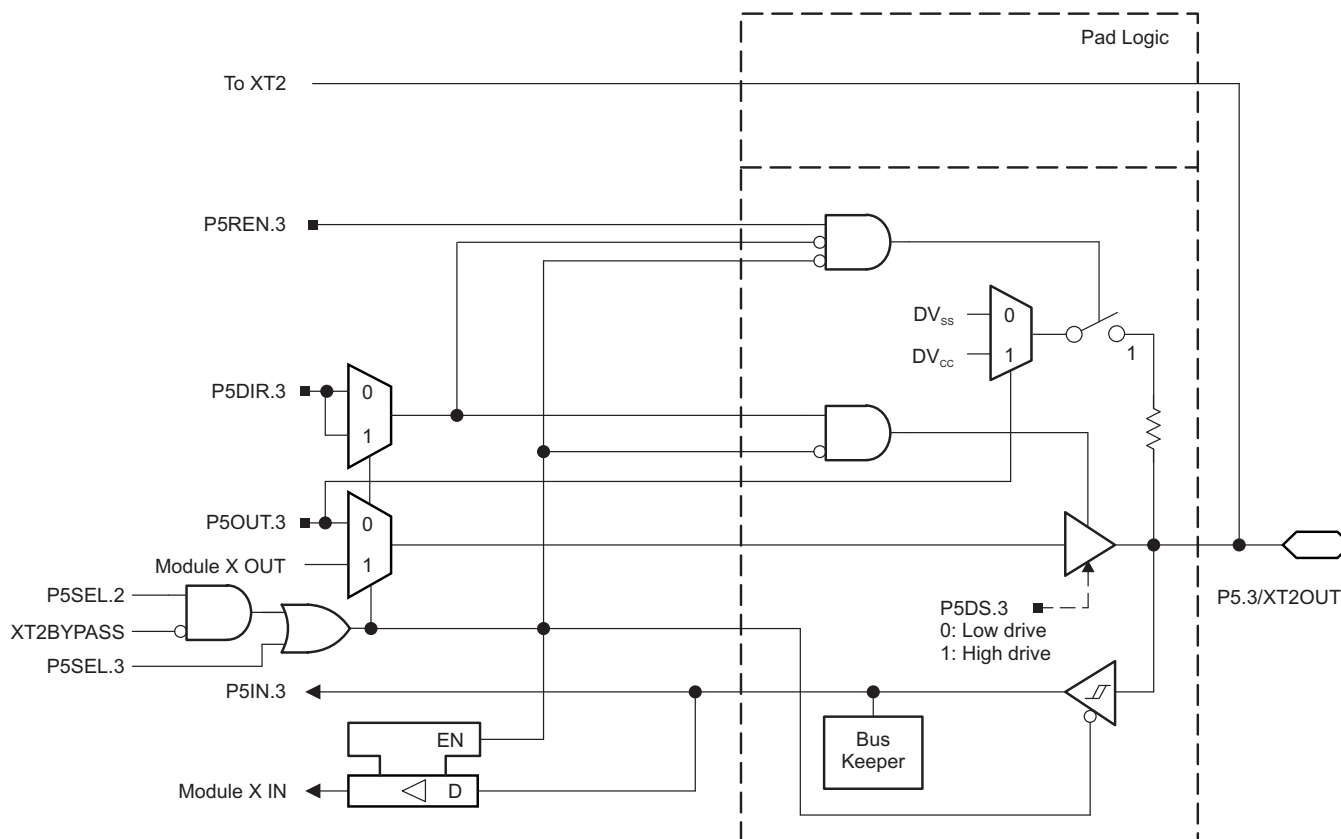 Pad Logic
To XT2
P5REN.3
DVSS
0
DVCC
1
1
P5DIR.3
0
1
P5OUT.3
0
Module X OUT
1
P5SEL.2
XT2BYPASS
P5SEL.3
P5DS.3
0: Low drive
1: High drive
P5.3/XT2OUT
P5IN.3
EN
Bus
Keeper
Module X IN
D